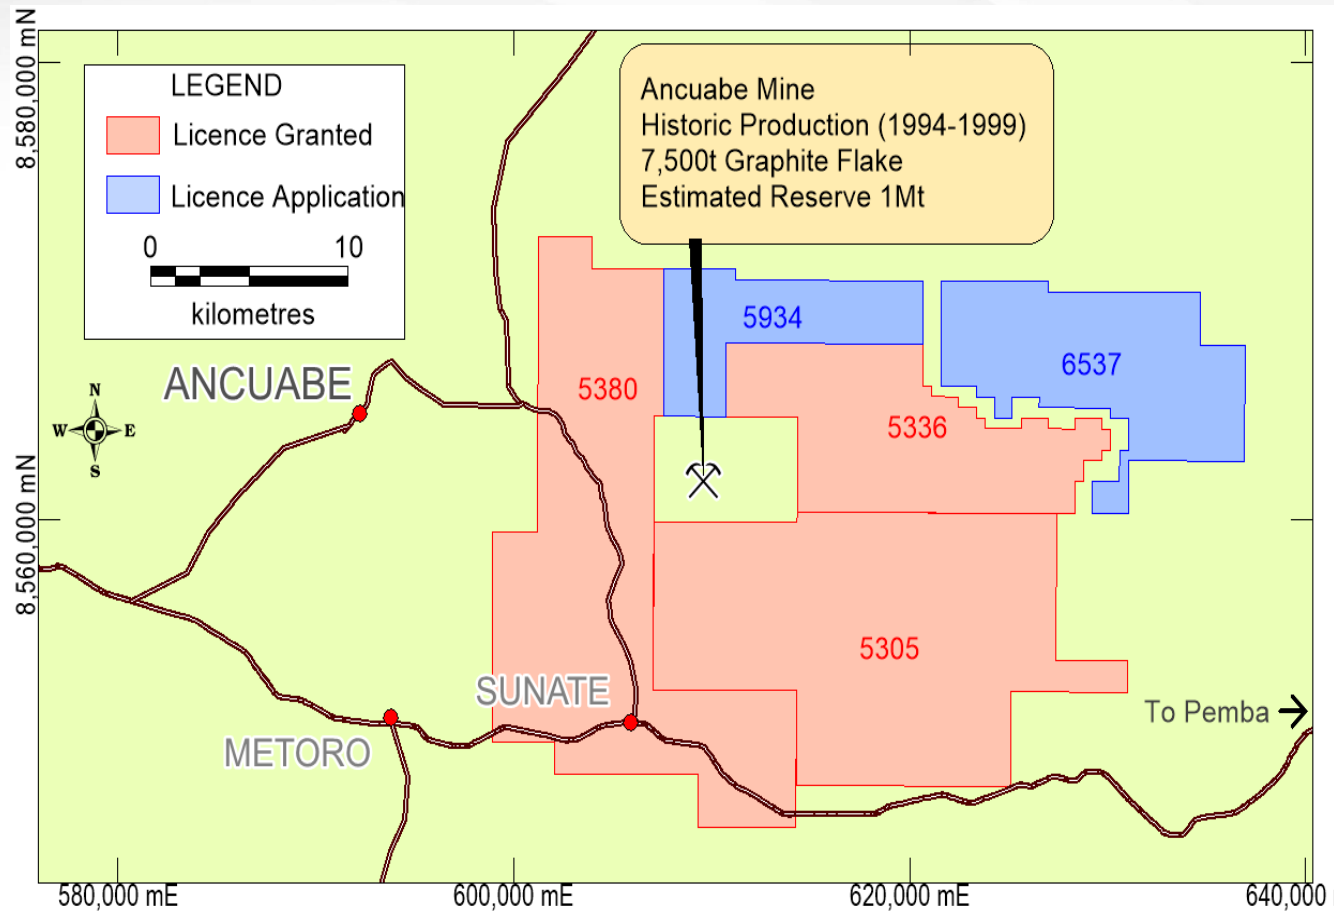 8,580,000 mN
LEGEND
Licence Granted
Licence Application
0 10
kilometres
Ancuabe Mine
Historic Production (1994-1999)
7,500t Graphite Flake
Estimated Reserve 1Mt
5934
6537
ANCUABE
5380
5336
N
W E
S
8,560,000 mN
5305
SUNATE
To Pemba
METORO
580,000 mE
600,000 mE
620,000 mE
640,000